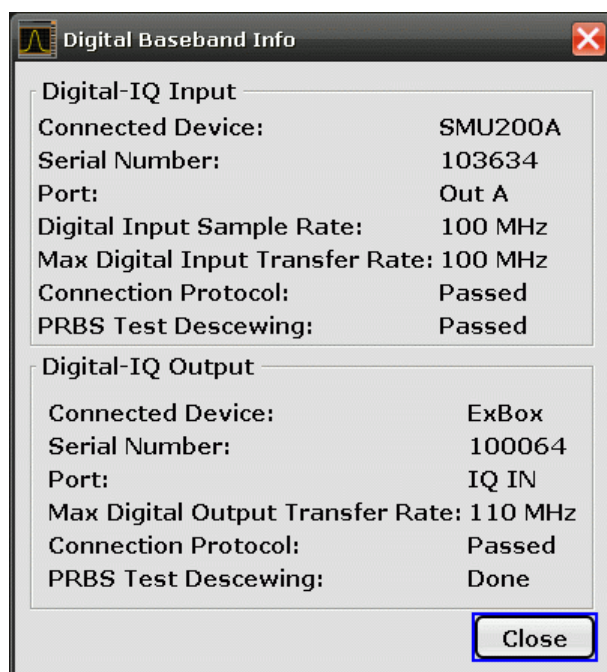 Digital Baseband Info
Digital-IQ Input
Connected Device: SMU200A
Serial Number: 103634
Port: Out A
Digital Input Sample Rate: 100 MHz
Max Digital Input Transfer Rate: 100 MHz
Connection Protocol: Passed
PRBS Test Descewing: Passed
Digital-IQ Output
Connected Device: ExBox
Serial Number: 100064
Port: IQ IN
Max Digital Output Transfer Rate: 110 MHz
Connection Protocol: Passed
PRBS Test Descewing: Done
Close